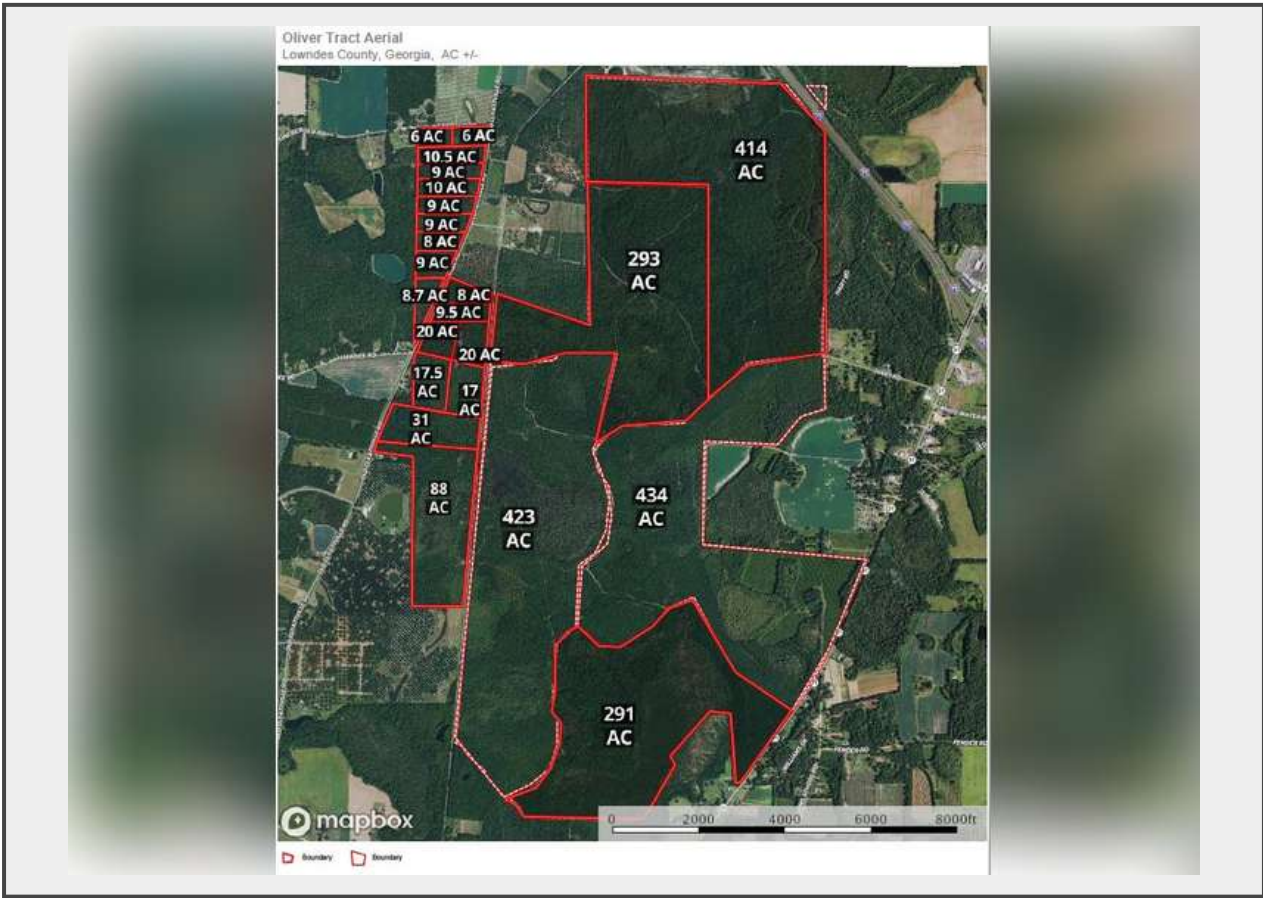 Oliver Tract Aerial
Lowndes County, Georgia, AC +/-
6 AC
6 AC
10.5 AC
9 AC
10 AC
9 AC
9 AC
8 AC
9 AC
414
AC
293
AC
8.7 AC
8 AC
9.5 AC
20 AC
20 AC
17.5
AC
17
AC
31
AC
88
AC
423
AC
434
AC
291
AC
mapbox
0 2000 4000 6000 8000ft
Boundary
Boundary